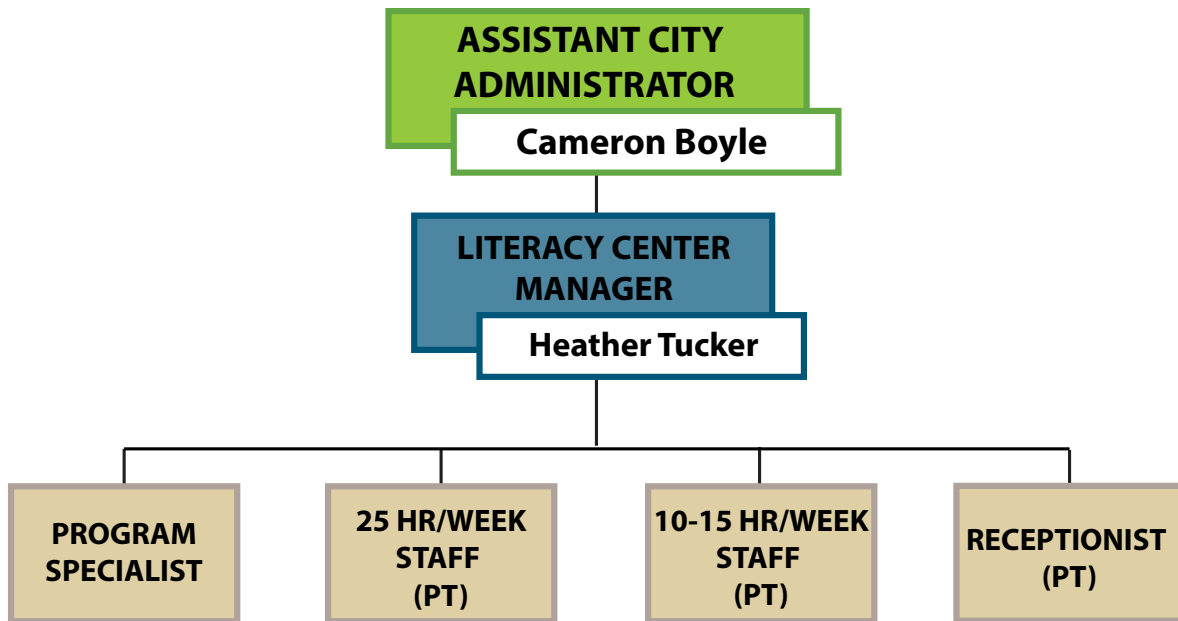 ASSISTANT CITY
ADMINISTRATOR
Cameron Boyle
LITERACY CENTER
MANAGER
Heather Tucker
PROGRAM
SPECIALIST
25 HR/WEEK
STAFF
(PT)
10-15 HR/WEEK
STAFF
(PT)
RECEPTIONIST
(PT)